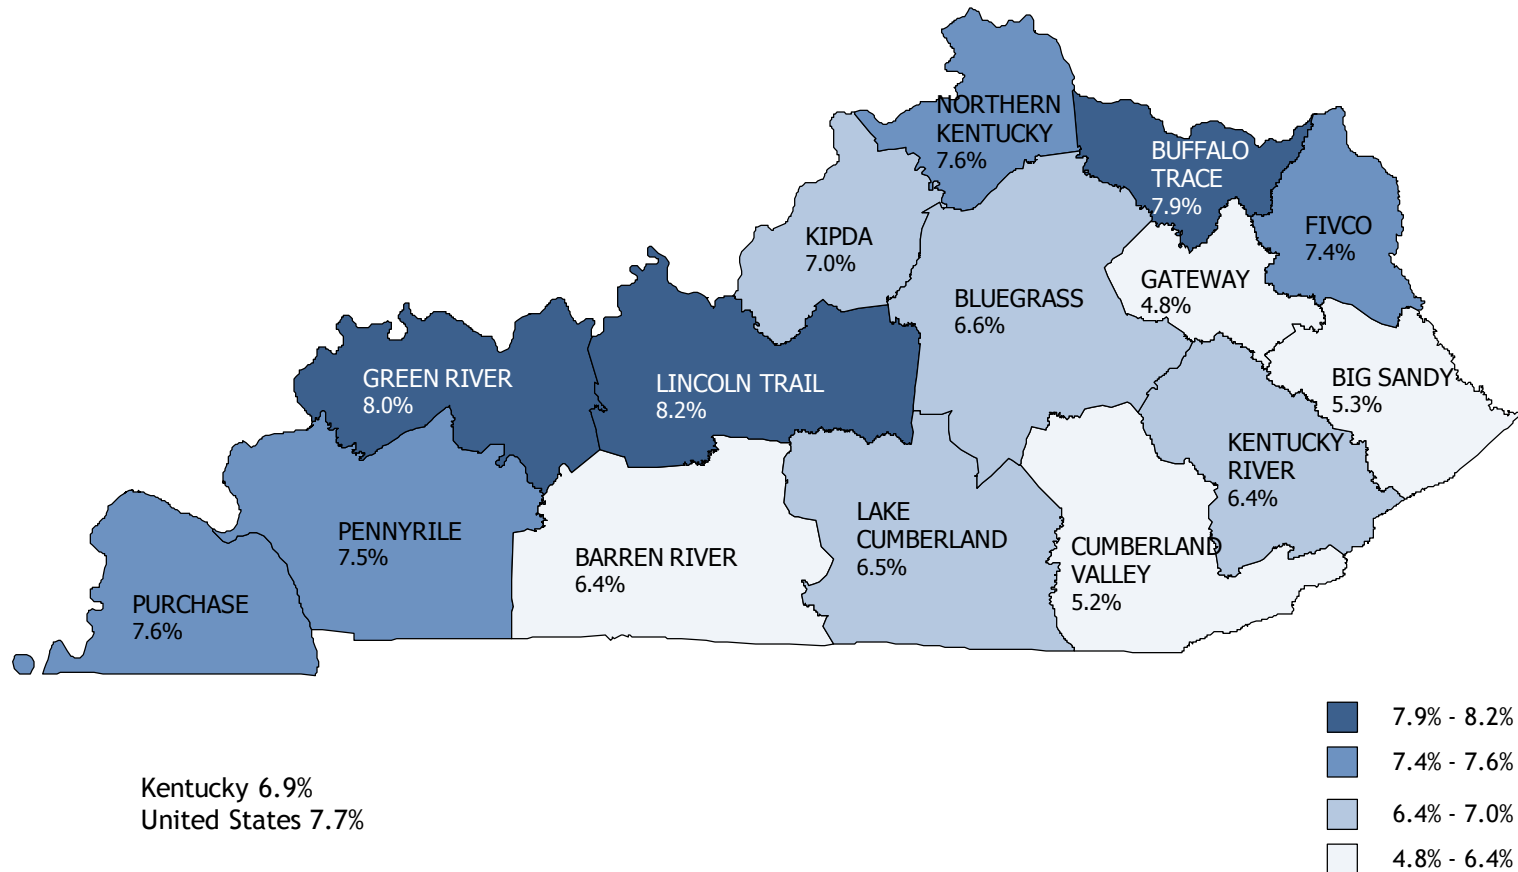 NORTHERN
KENTUCKY
7.6%
BUFFALO
TRACE
7.9%
FIVCO
7.4%
KIPDA
7.0%
GATEWAY
4.8%
BLUEGRASS
6.6%
GREEN RIVER
8.0%
LINCOLN TRAIL
8.2%
BIG SANDY
5.3%
KENTUCKY
RIVER
6.4%
PENNYRILE
7.5%
BARREN RIVER
6.4%
LAKE
CUMBERLAND
6.5%
CUMBERLAND
VALLEY
5.2%
PURCHASE
7.6%
7.9% - 8.2%
7.4% - 7.6%
6.4% - 7.0%
4.8% - 6.4%
Kentucky 6.9%
United States 7.7%